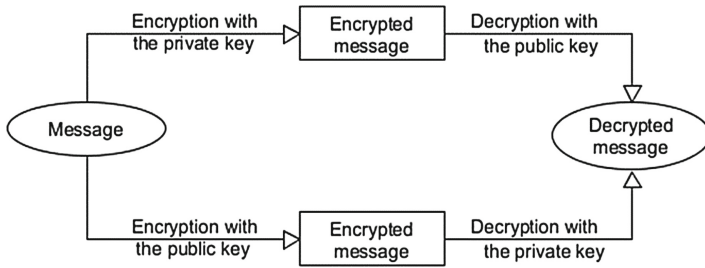 Encryption with
the private key
Encrypted
message
Decryption with
the public key
Message
Decrypted
message
Encryption with
the public key
Encrypted
message
Decryption with
the private key